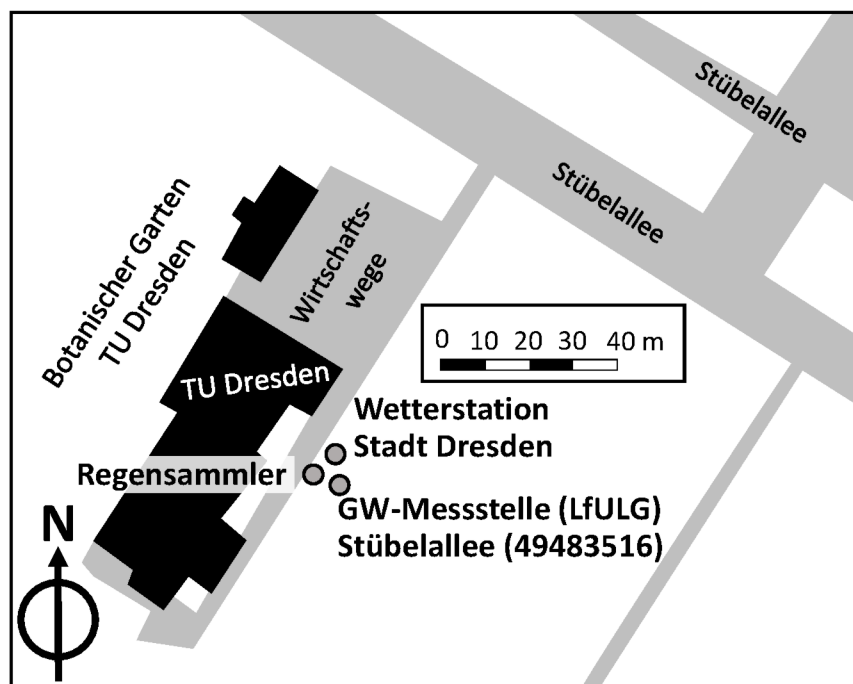 Stübelallee
Stübelallee
Botanischer Garten
TU Dresden
Wirtschafts-
wege
0 10 20 30 40 m
TU Dresden
Wetterstation
Stadt Dresden
Regensammler
GW-Messstelle (LfULG)
Stübelallee (49483516)
N